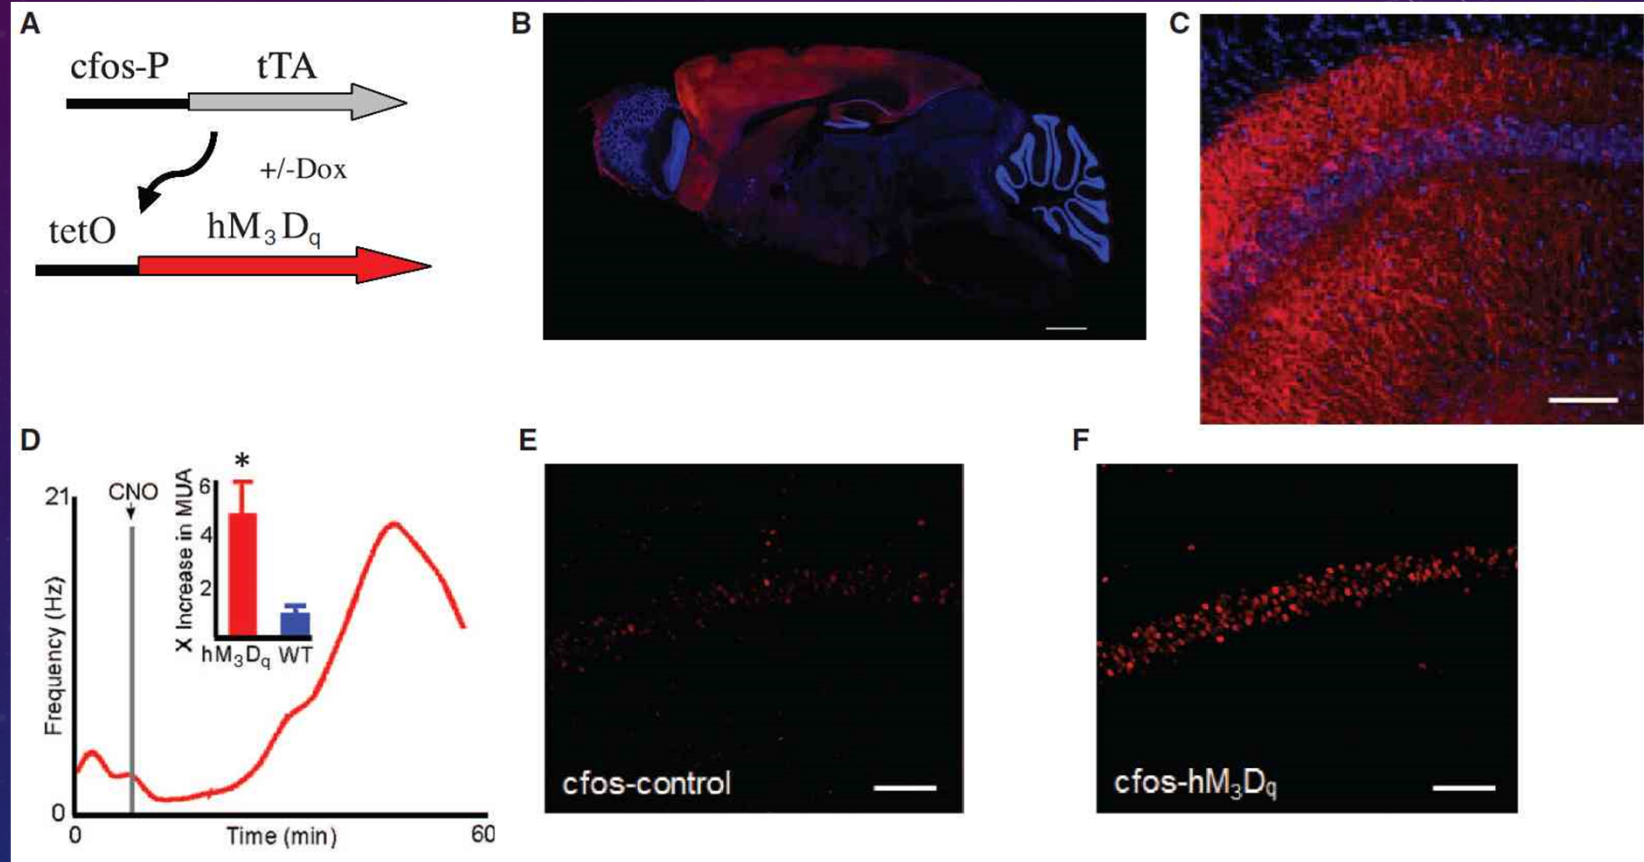 A
cfos-P tTA
+/-Dox
tetO hM₃Dq
B
C
D
21
CNO
*
X Increase in MUA
6
4
2
hM₃Dq WT
Frequency (Hz)
0
0 Time (min) 60
E
cfos-control
F
cfos-hM₃Dq